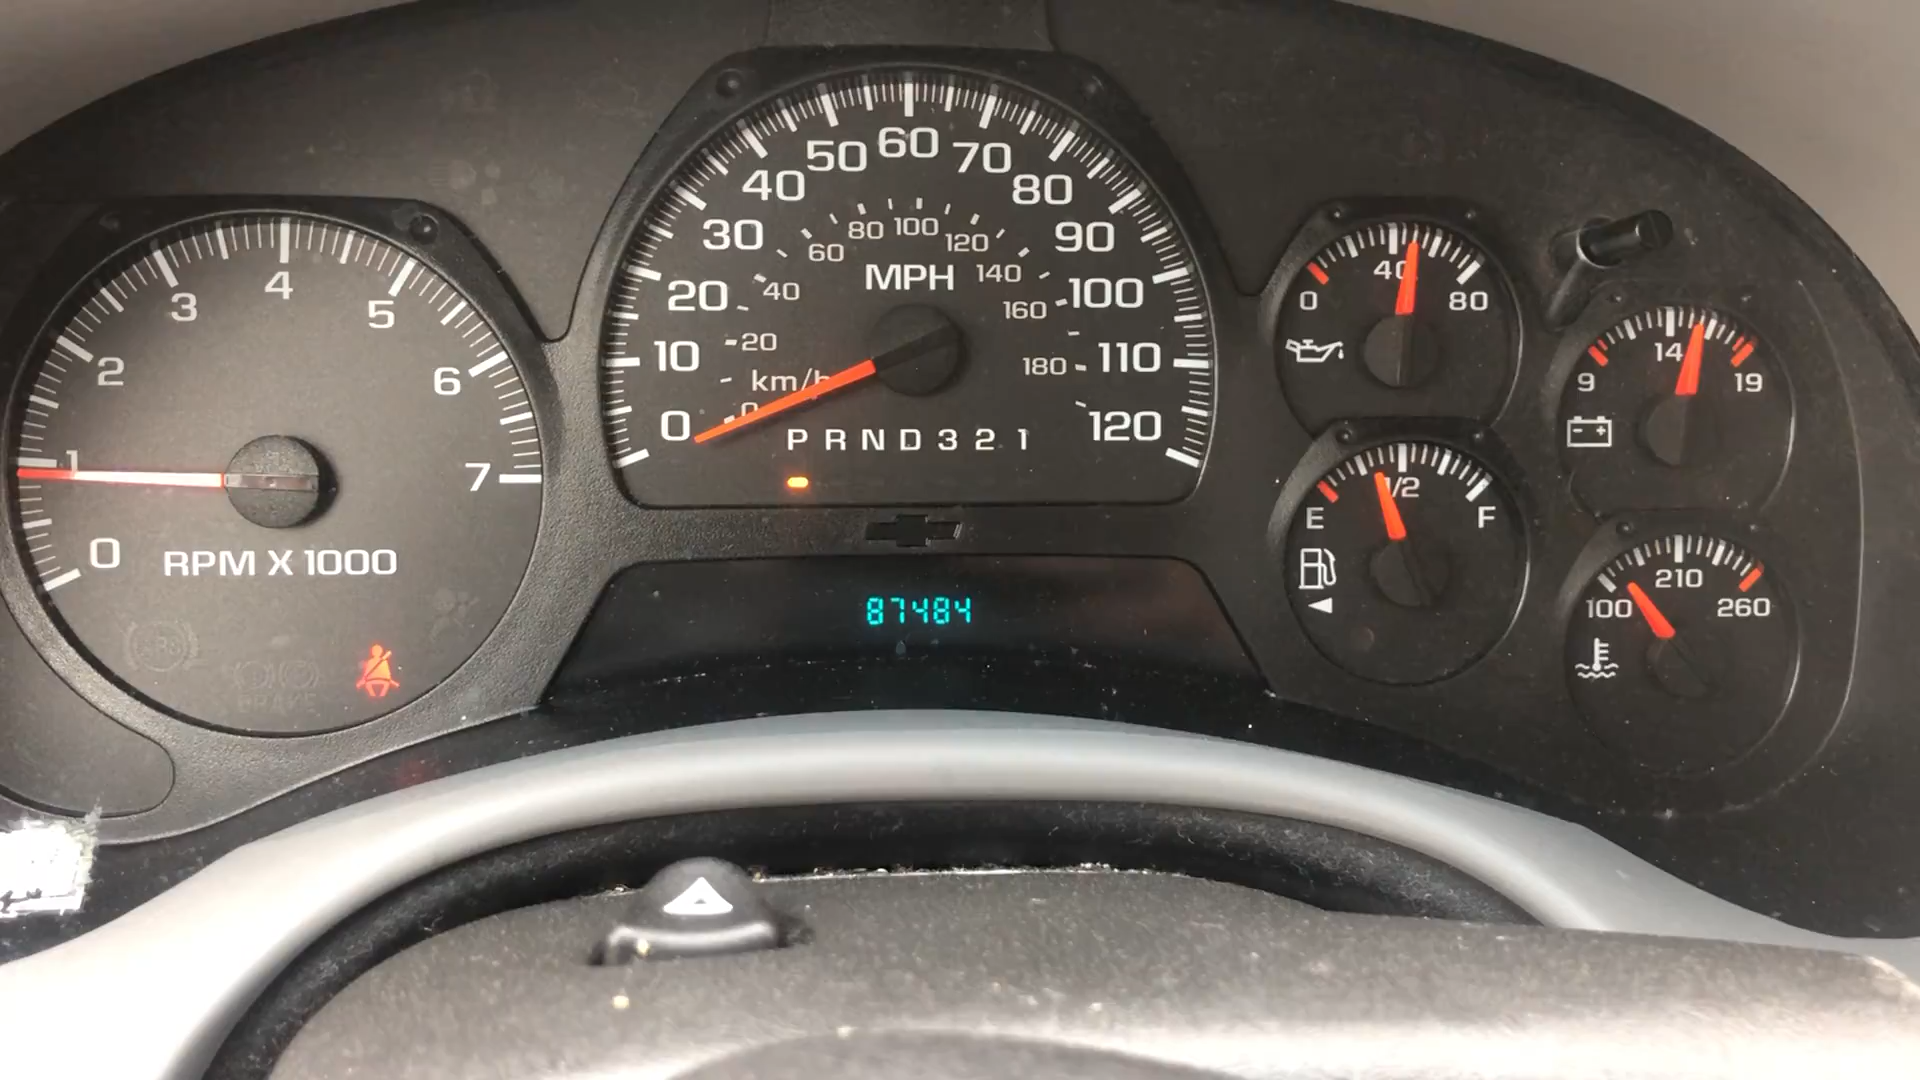 0 1 2 3 4 5 6 7
RPM X 1000
BRAKE
0 10 20 30 40 50 60 70 80 90 100 110 120
MPH
0 20 40 60 80 100 120 140 160 180
km/h
P R N D 3 2 1
87484
0 40 80
9 14 19
E 1/2 F
100 210 260